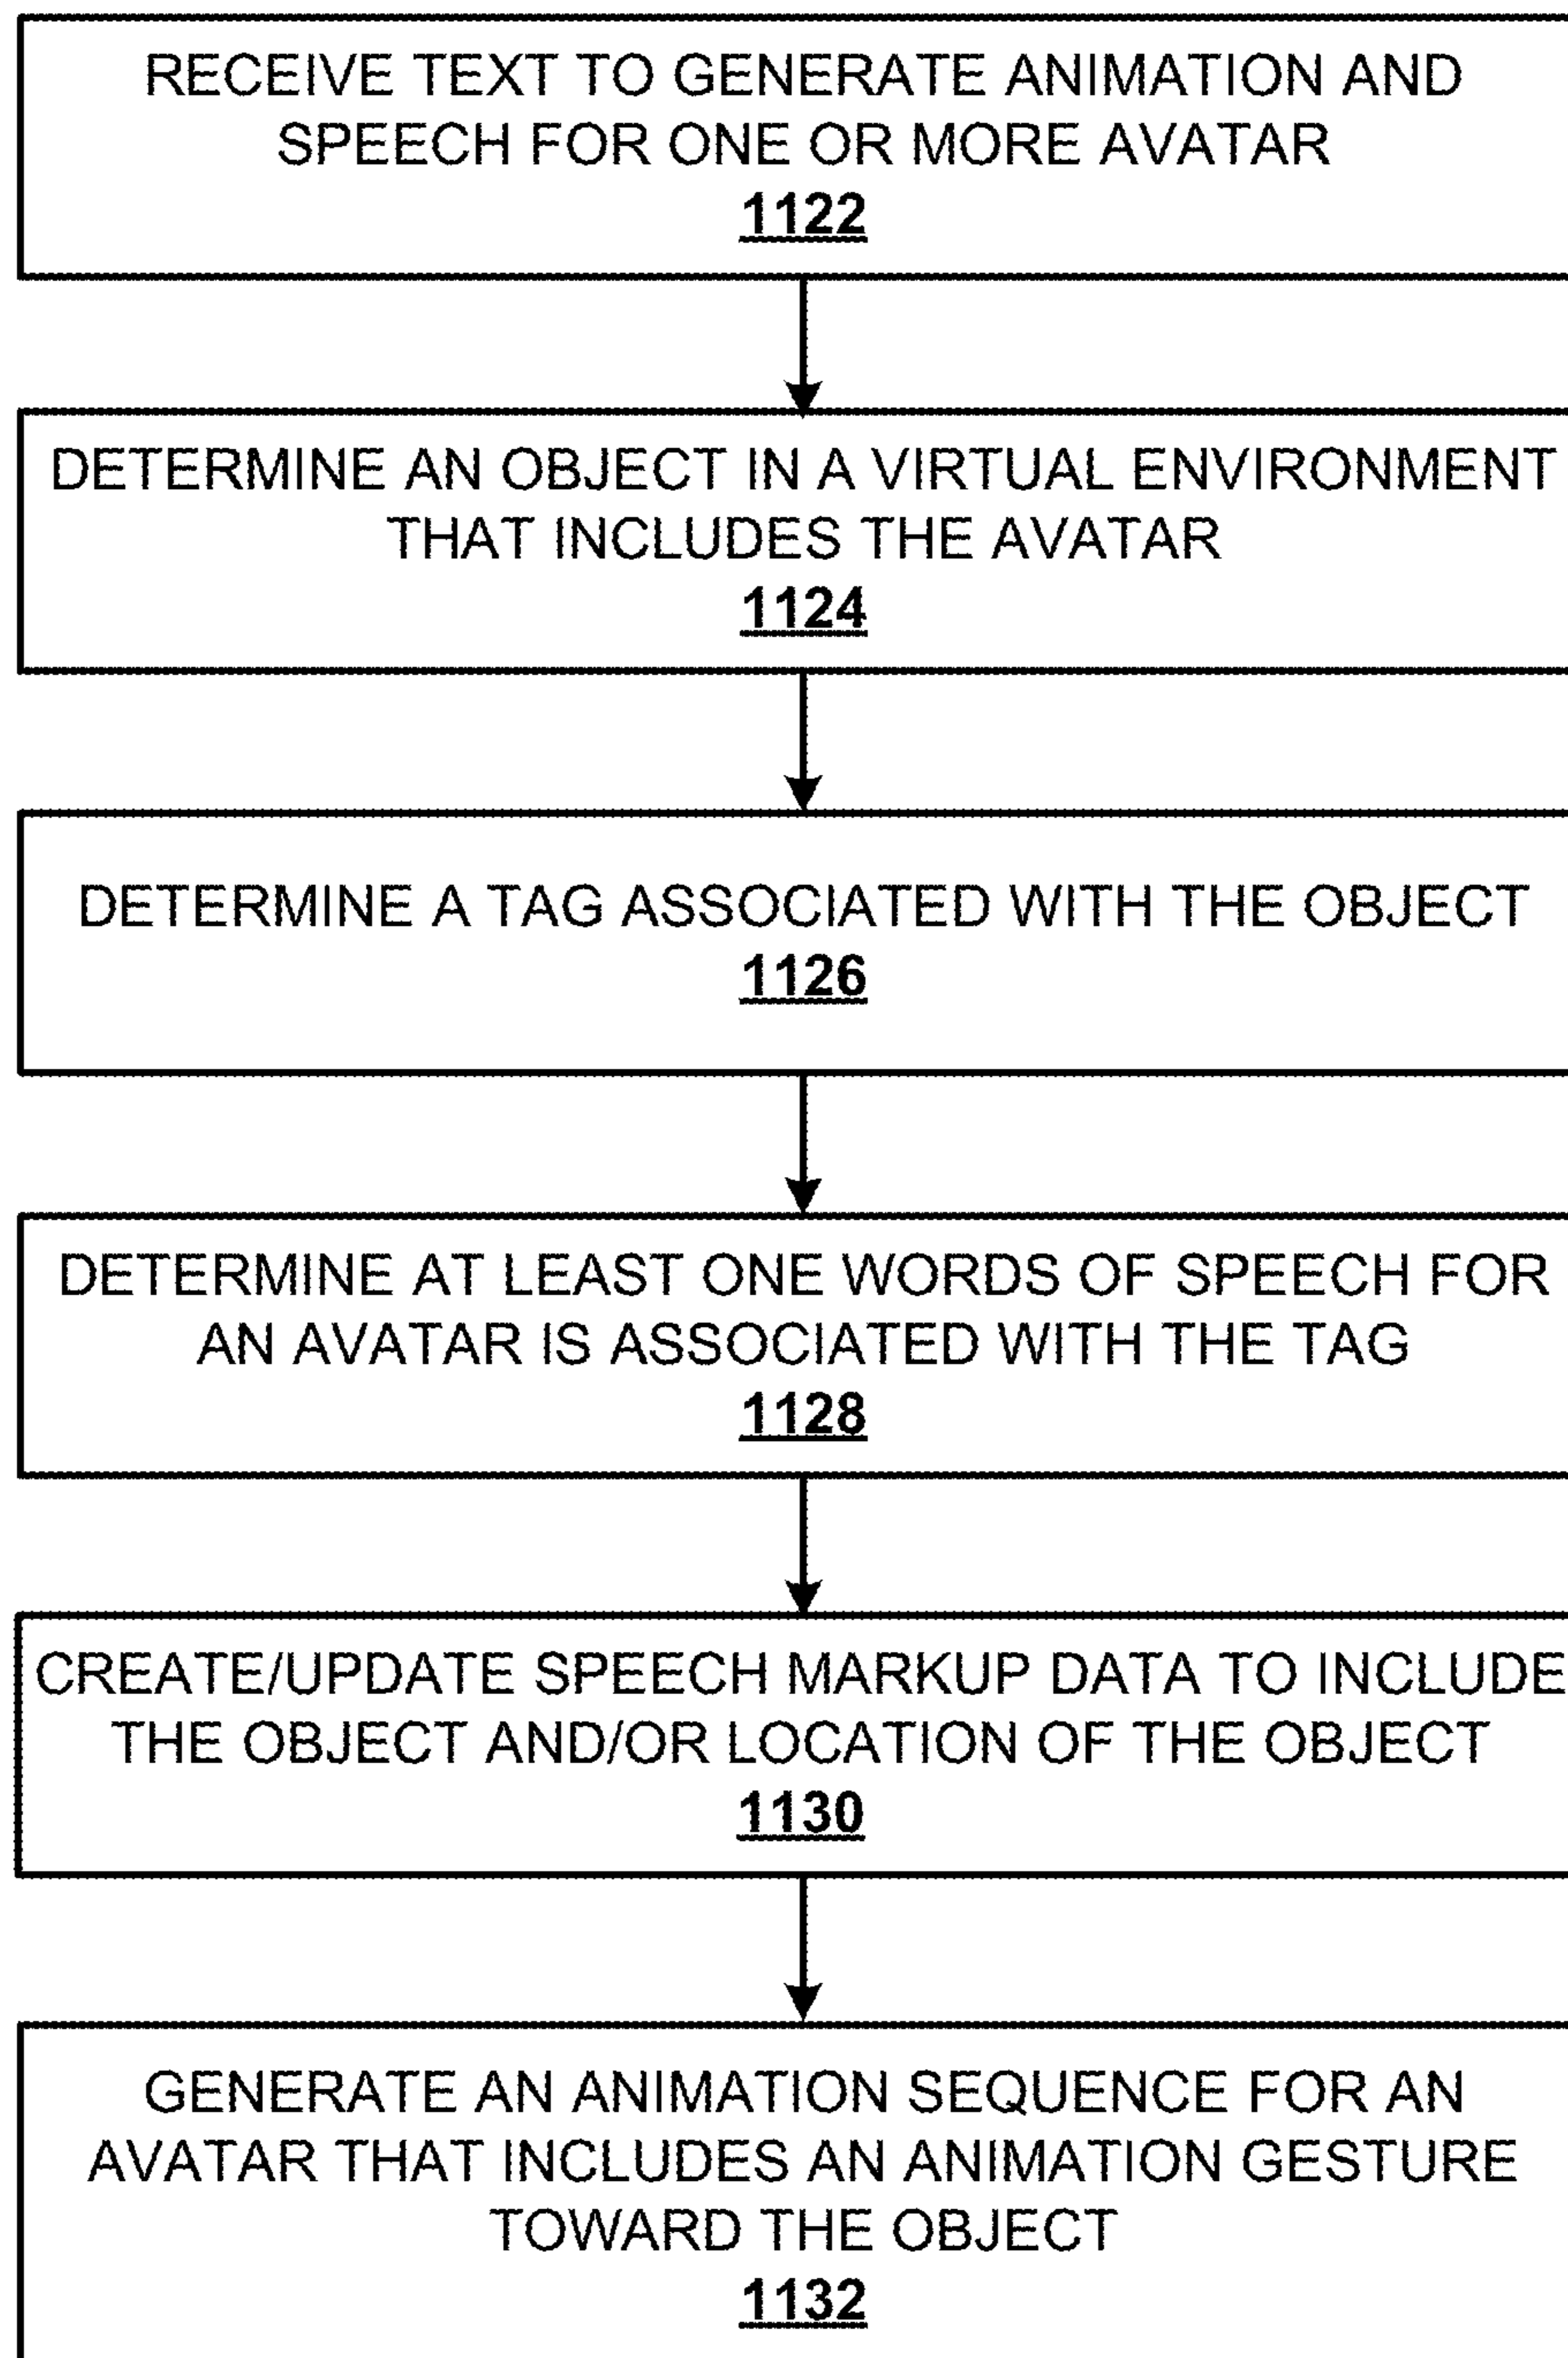 RECEIVE TEXT TO GENERATE ANIMATION AND
SPEECH FOR ONE OR MORE AVATAR
1122
DETERMINE AN OBJECT IN A VIRTUAL ENVIRONMENT
THAT INCLUDES THE AVATAR
1124
DETERMINE A TAG ASSOCIATED WITH THE OBJECT
1126
DETERMINE AT LEAST ONE WORDS OF SPEECH FOR
AN AVATAR IS ASSOCIATED WITH THE TAG
1128
CREATE/UPDATE SPEECH MARKUP DATA TO INCLUDE
THE OBJECT AND/OR LOCATION OF THE OBJECT
1130
GENERATE AN ANIMATION SEQUENCE FOR AN
AVATAR THAT INCLUDES AN ANIMATION GESTURE
TOWARD THE OBJECT
1132